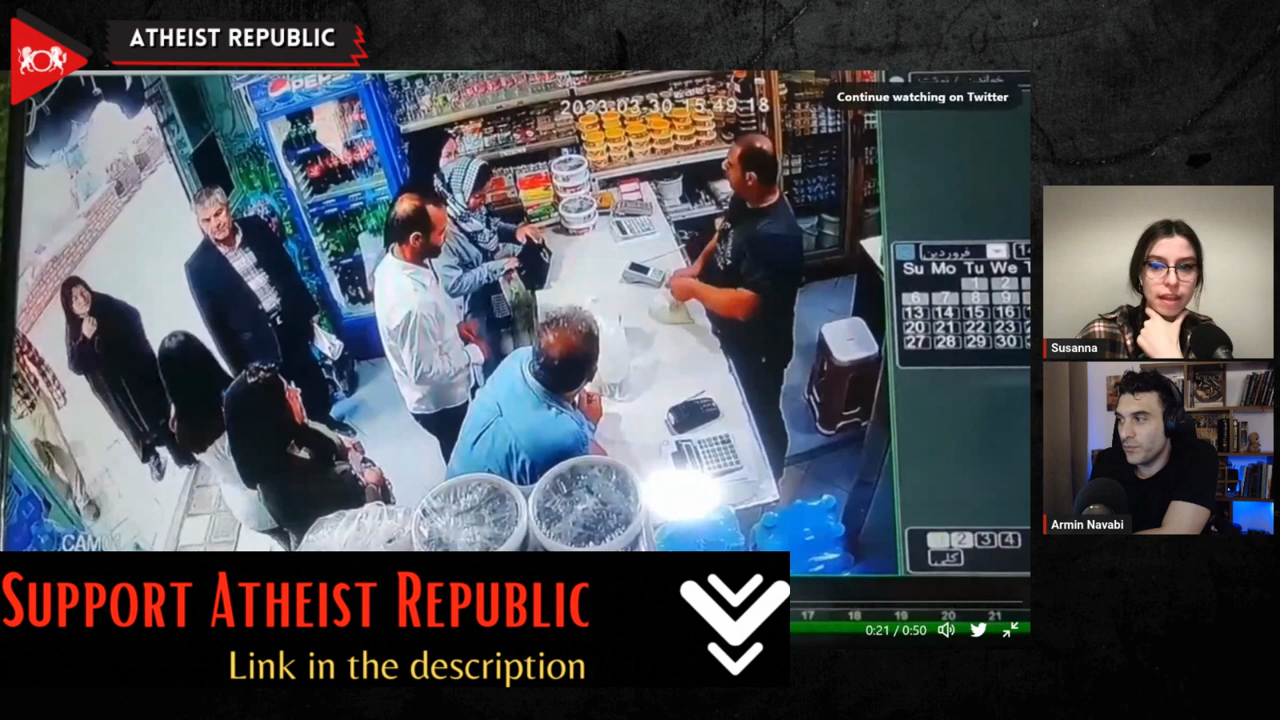 ATHEIST REPUBLIC
PEPSI
2023-03-30 15:49:18
Continue watching on Twitter
فروردین
Su Mo Tu We
1 2
6 7 8 9
13 14 15 16
20 21 22 23
27 28 29 30
1 2 3 4
کلی
CAM
17 18 19 20 21
0:21 / 0:50
Susanna
Armin Navabi
SUPPORT ATHEIST REPUBLIC
Link in the description